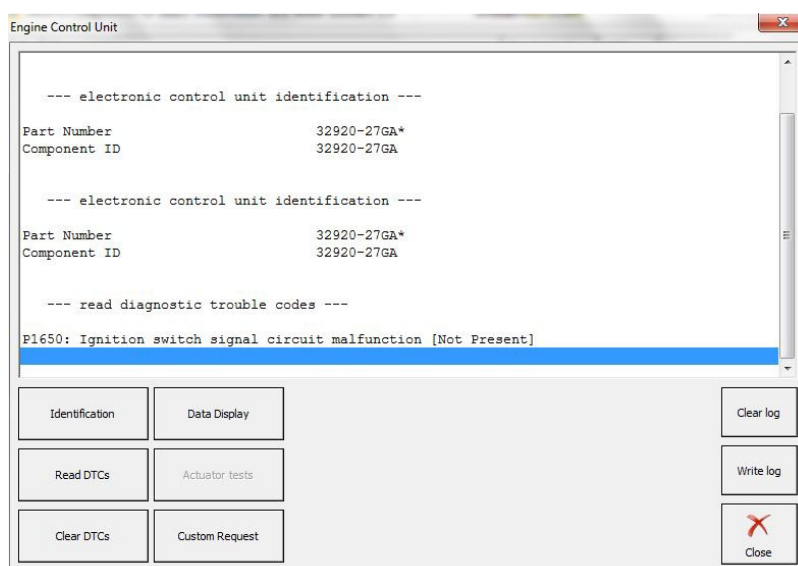 Engine Control Unit
--- electronic control unit identification ---
Part Number 32920-27GA*
Component ID 32920-27GA
--- electronic control unit identification ---
Part Number 32920-27GA*
Component ID 32920-27GA
--- read diagnostic trouble codes ---
P1650: Ignition switch signal circuit malfunction [Not Present]
Identification
Data Display
Clear log
Read DTCs
Actuator tests
Write log
Clear DTCs
Custom Request
Close